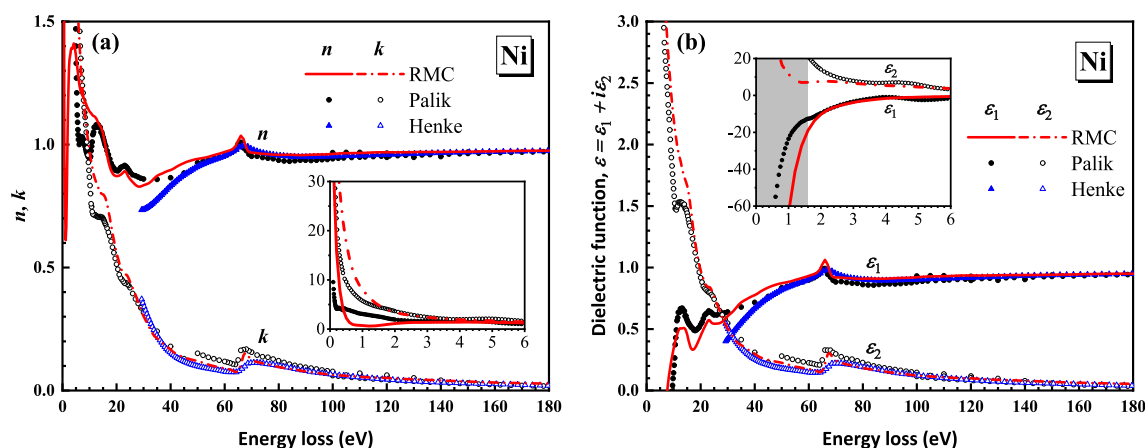 (a)
Ni
n k
RMC
Palik
Henke
n
k
n, k
1.5
1.0
0.5
0.0
0 20 40 60 80 100 120 140 160 180
Energy loss (eV)
30
20
10
0
0 1 2 3 4 5 6
(b)
Ni
ε1 ε2
RMC
Palik
Henke
ε1
ε2
Dielectric function, ε = ε1 + iε2
3.0
2.5
2.0
1.5
1.0
0.5
0.0
0 20 40 60 80 100 120 140 160 180
Energy loss (eV)
20
0
-20
-40
-60
0 1 2 3 4 5 6
ε2
ε1